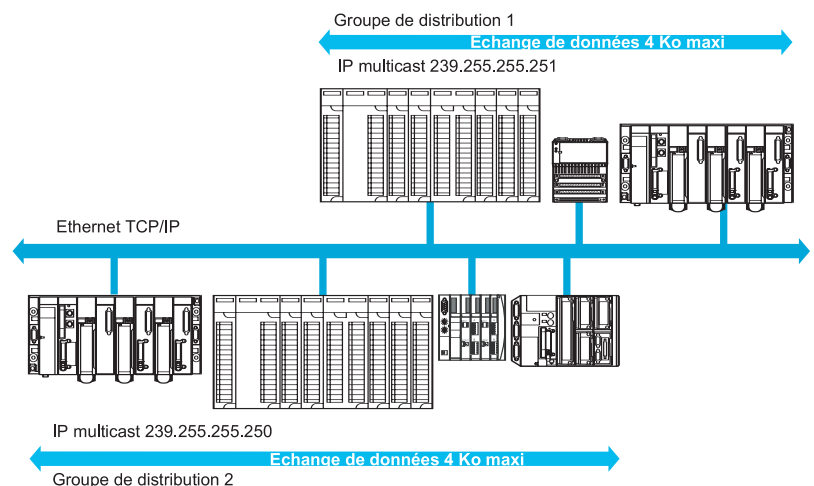 Groupe de distribution 1
Echange de données 4 Ko maxi
IP multicast 239.255.255.251
Ethernet TCP/IP
IP multicast 239.255.255.250
Echange de données 4 Ko maxi
Groupe de distribution 2